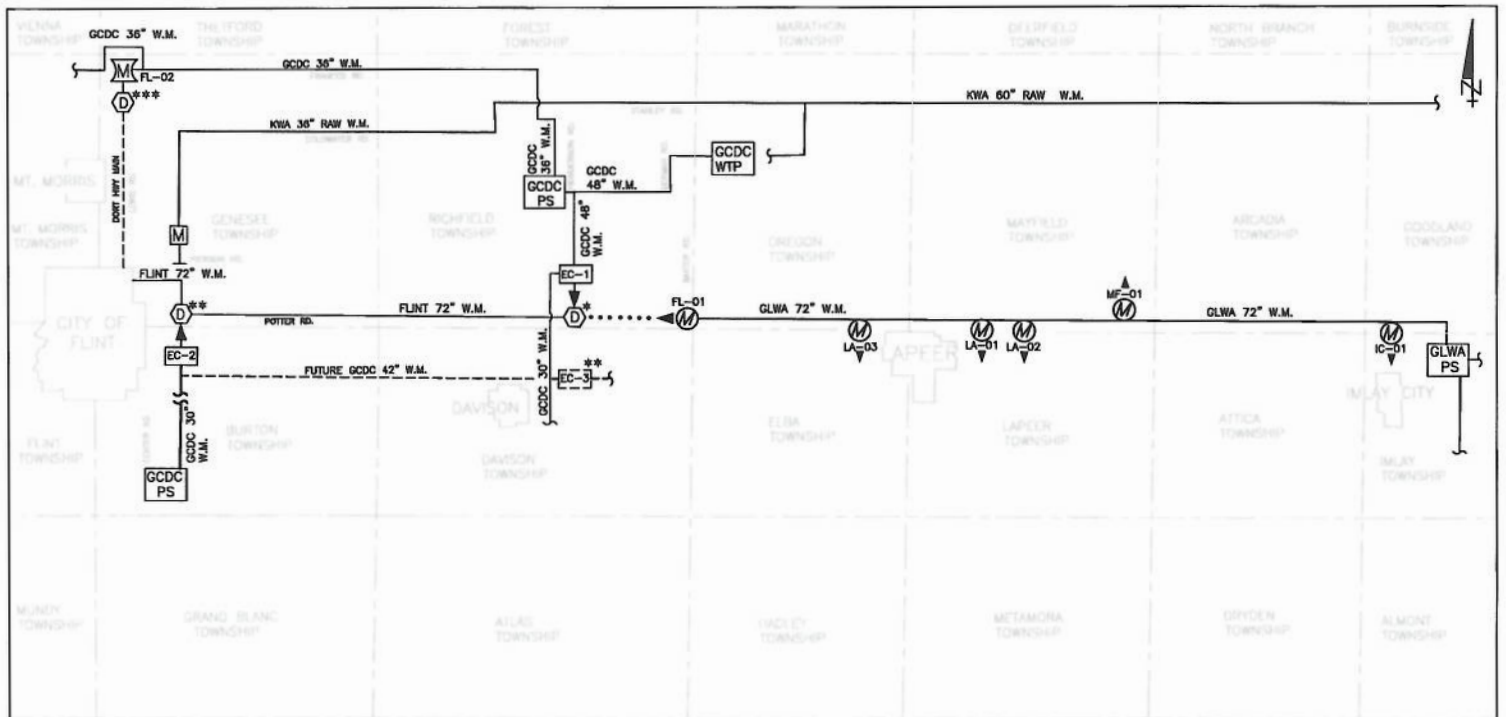 VIENNA
TOWNSHIP
THETFORD
TOWNSHIP
FOREST
TOWNSHIP
MARATHON
TOWNSHIP
DEERFIELD
TOWNSHIP
NORTH BRANCH
TOWNSHIP
BURNSIDE
TOWNSHIP
GCDC 36" W.M.
M
FL-02
GCDC 36" W.M.
D***
KWA 60" RAW W.M.
KWA 36" RAW W.M.
STANLEY RD.
DORT HWY MAIN
GCDC
36" W.M.
GCDC
PS
GCDC
48" W.M.
GCDC
WTP
MT. MORRIS
MT. MORRIS
TOWNSHIP
GENESEE
TOWNSHIP
RICHFIELD
TOWNSHIP
OREGON
TOWNSHIP
MAYFIELD
TOWNSHIP
ARCADIA
TOWNSHIP
GOODLAND
TOWNSHIP
M
GCDC 48"
W.M.
FLINT 72" W.M.
EC-1
CITY OF
FLINT
D**
FLINT 72" W.M.
POTTER RD.
D*
FL-01
M
GLWA 72" W.M.
MF-01
M
GLWA 72" W.M.
M
LA-03
M
LA-01
M
LA-02
M
IC-01
GLWA
PS
LAPEER
EC-2
FUTURE GCDC 42" W.M.
GCDC 30" W.M.
EC-3**
DAVISON
IMLAY CITY
GCDC 30"
W.M.
GCDC
PS
FLINT
TOWNSHIP
BURTON
TOWNSHIP
DAVISON
TOWNSHIP
ELBA
TOWNSHIP
LAPEER
TOWNSHIP
ATTICA
TOWNSHIP
IMLAY
TOWNSHIP
MUNDY
TOWNSHIP
GRAND BLANC
TOWNSHIP
ATLAS
TOWNSHIP
HADLEY
TOWNSHIP
METAMORA
TOWNSHIP
DRYDEN
TOWNSHIP
ALMONT
TOWNSHIP
N